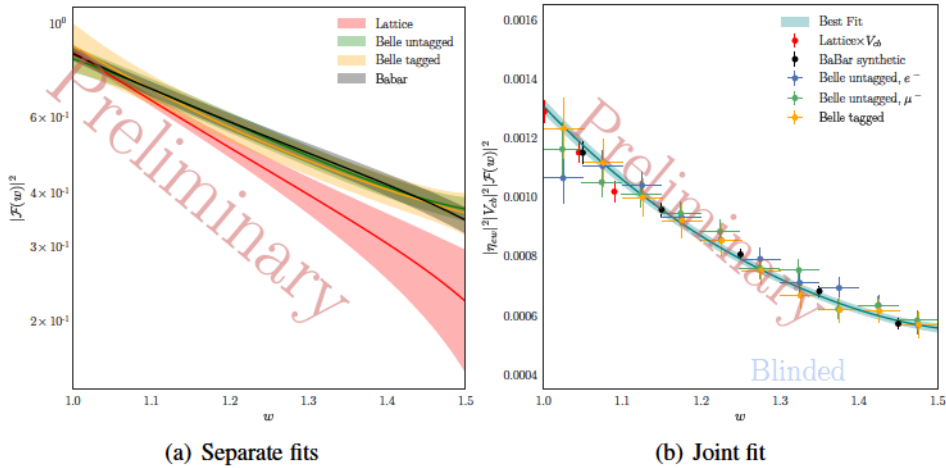 10⁰
6 × 10⁻¹
4 × 10⁻¹
3 × 10⁻¹
2 × 10⁻¹
|F(w)|²
Lattice
Belle untagged
Belle tagged
Babar
Preliminary
1.0 1.1 1.2 1.3 1.4 1.5
w
(a) Separate fits
0.0016
0.0014
0.0012
0.0010
0.0008
0.0006
0.0004
|η_ew|²|V_cb|²|F(w)|²
Best Fit
Lattice×V_cb
BaBar synthetic
Belle untagged, e⁻
Belle untagged, μ⁻
Belle tagged
Preliminary
Blinded
1.0 1.1 1.2 1.3 1.4 1.5
w
(b) Joint fit